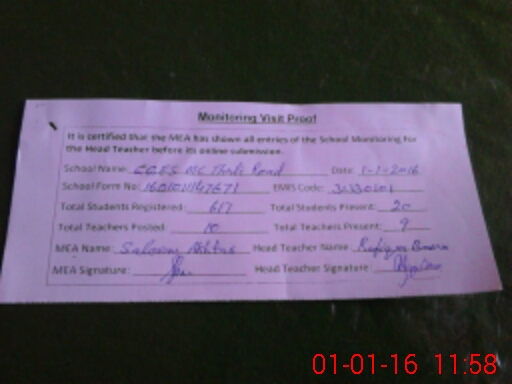 Monitoring Visit Proof
It is certified that the MEA has shown all entries of the School Monitoring For
the Head Teacher before its online submission.
School Name: Road Date: 1-1-2016
School Form No: EMIS Code:
Total Students Registered: 617 Total Students Present: 20
Total Teachers Posted: 10 Total Teachers Present: 9
MEA Name: Saleem Akhtar Head Teacher Name
MEA Signature: Head Teacher Signature:
01-01-16 11:58